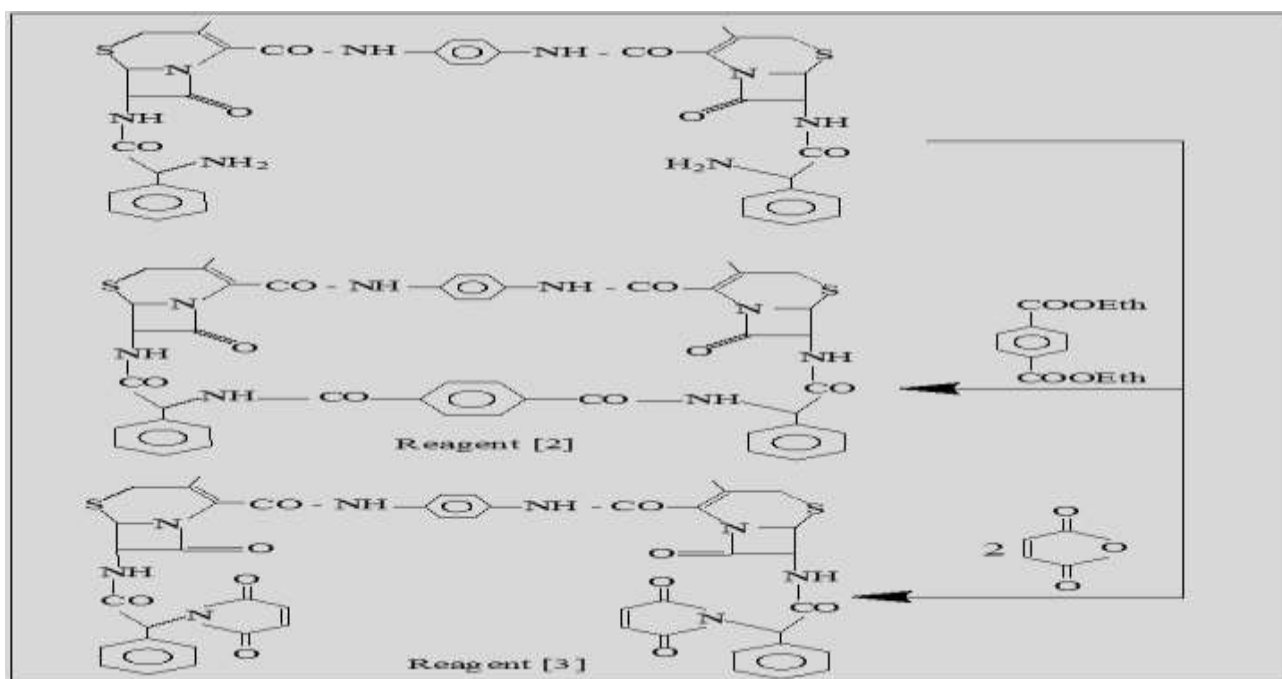 S N CO - NH NH - CO N S
O O
NH NH
CO CO
NH₂ H₂N
S N CO - NH NH - CO N S
COOEth
O O
NH NH
COOEth
CO CO
NH CO CO NH
Reagent [2]
S N CO - NH NH - CO N S
O
O O O
2
NH NH
O O O
CO N N CO
O O
Reagent [3]